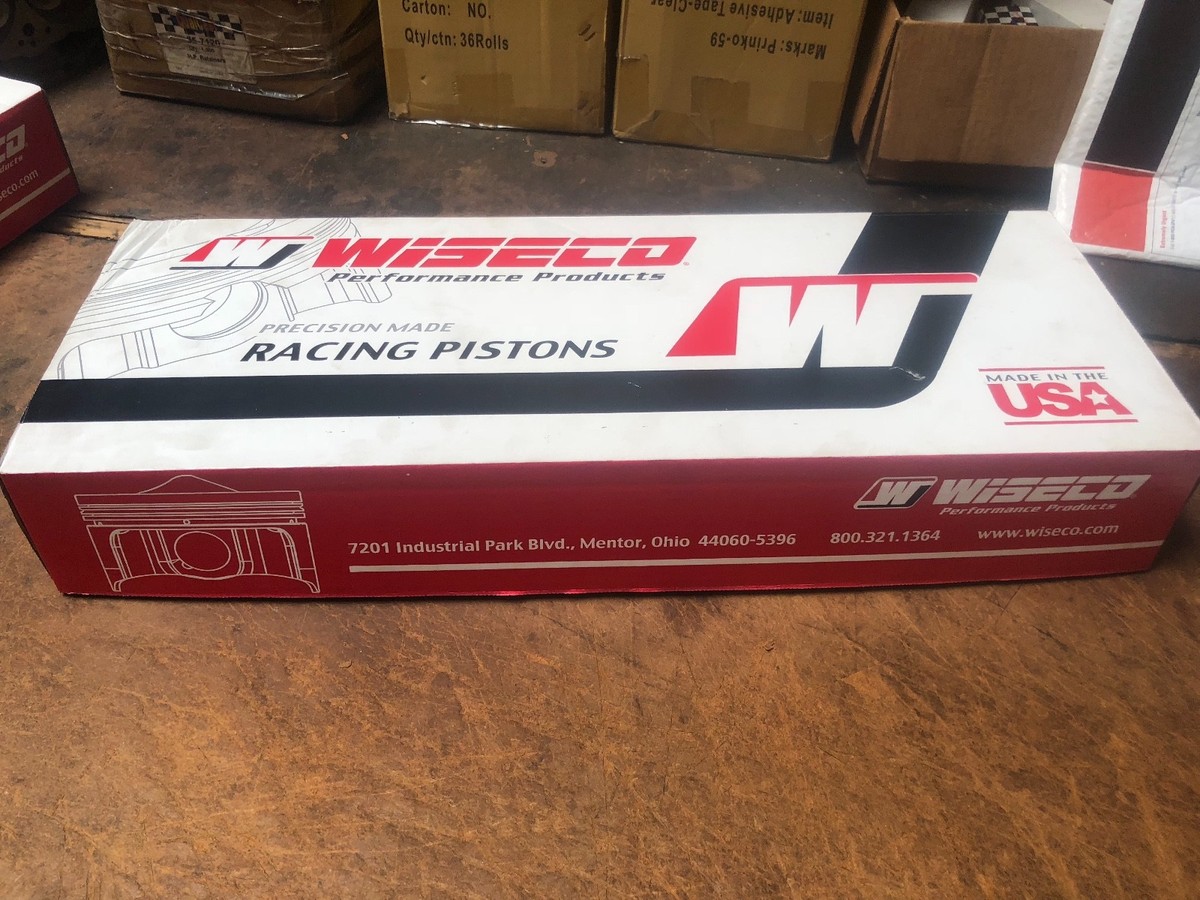 Carton: NO.
Qty/ctn: 36Rolls
Item: Adhesive Tape-Clear
Marks: Prinko-59
W WISECO
Performance Products
PRECISION MADE
RACING PISTONS
W
MADE IN THE
USA
W WISECO
Performance Products
7201 Industrial Park Blvd., Mentor, Ohio 44060-5396 800.321.1364 www.wiseco.com